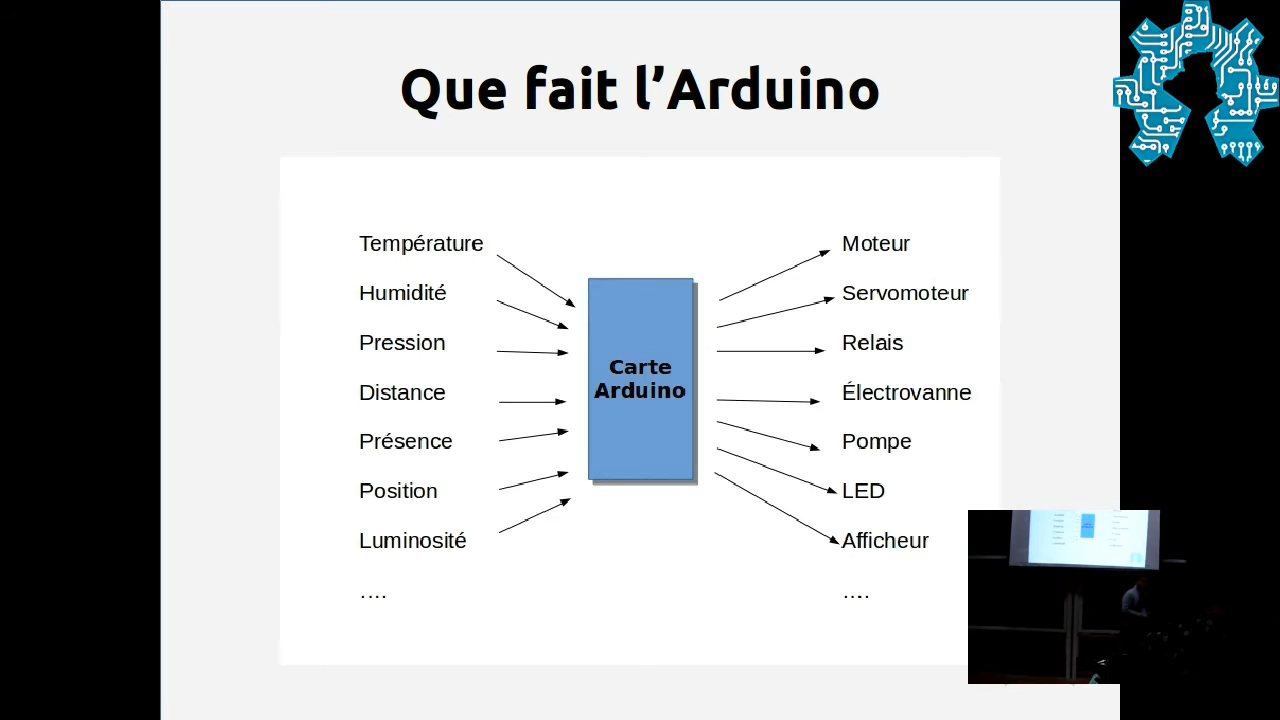 Que fait l’Arduino
Température
Humidité
Pression
Distance
Présence
Position
Luminosité
....
Carte
Arduino
Moteur
Servomoteur
Relais
Électrovanne
Pompe
LED
Afficheur
....